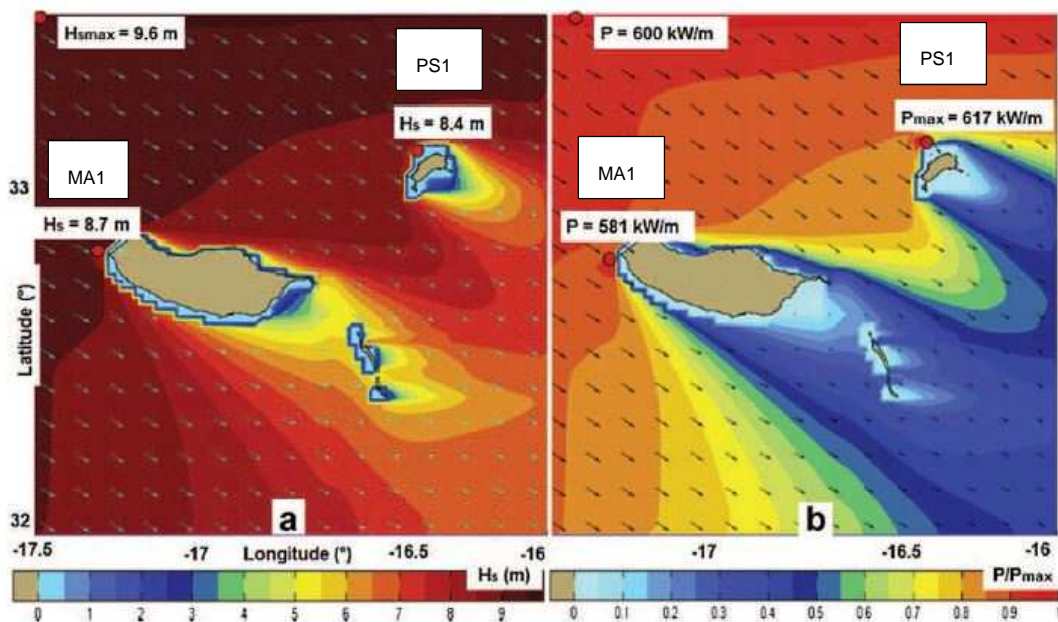 Hsmax = 9.6 m
PS1
Hs = 8.4 m
MA1
33
Hs = 8.7 m
Latitude (°)
32
a
-17.5
-17
Longitude (°)
-16.5
-16
Hs (m)
0 1 2 3 4 5 6 7 8 9
P = 600 kW/m
PS1
Pmax = 617 kW/m
MA1
P = 581 kW/m
b
-17
-16.5
-16
P/Pmax
0 0.1 0.2 0.3 0.4 0.5 0.6 0.7 0.8 0.9